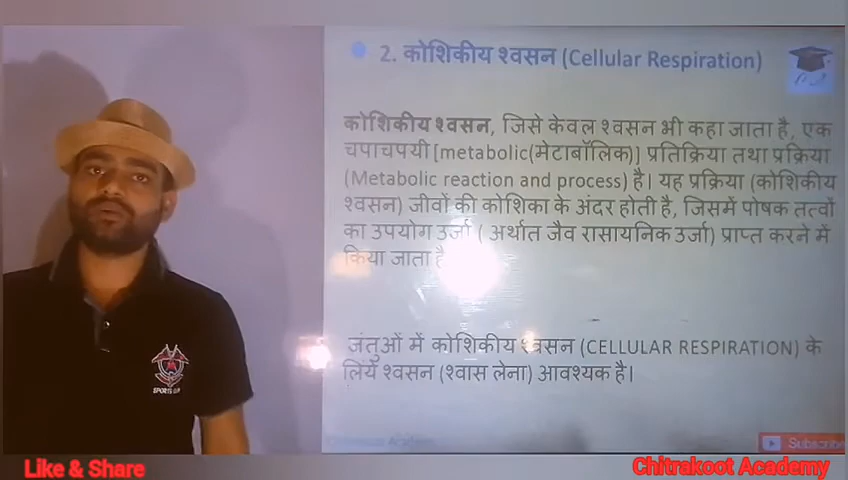 2. कोशिकीय श्वसन (Cellular Respiration)
कोशिकीय श्वसन, जिसे केवल श्वसन भी कहा जाता है, एक
चपाचपयी [metabolic(मेटाबॉलिक)] प्रतिक्रिया तथा प्रक्रिया
(Metabolic reaction and process) है। यह प्रक्रिया (कोशिकीय
श्वसन) जीवों की कोशिका के अंदर होती है, जिसमें पोषक तत्वों
का उपयोग उर्जा ( अर्थात जैव रासायनिक उर्जा) प्राप्त करने में
किया जाता है
जंतुओं में कोशिकीय श्वसन (CELLULAR RESPIRATION) के
लिये श्वसन (श्वास लेना) आवश्यक है।
SPORTS
Subscribe
Like & Share
Chitrakoot Academy